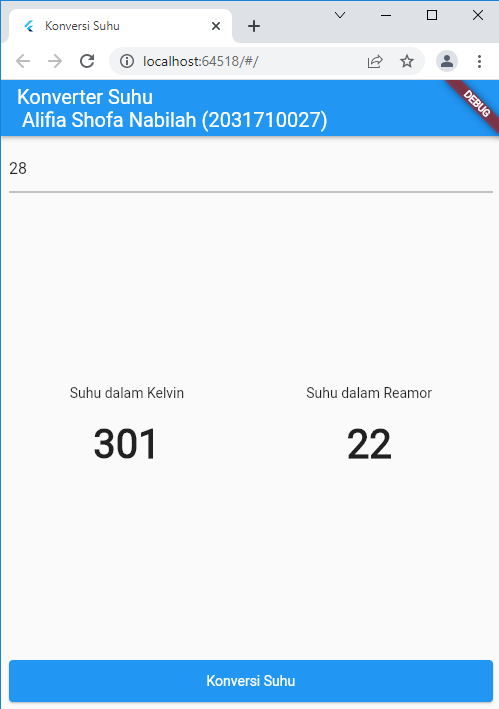 Konversi Suhu
localhost:64518/#/
Konverter Suhu
Alifia Shofa Nabilah (2031710027)
DEBUG
28
Suhu dalam Kelvin
Suhu dalam Reamor
301
22
Konversi Suhu